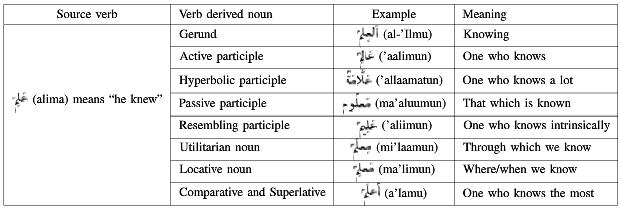 Source verb Verb derived noun Example Meaning
Gerund اَلْعِلْمُ (al-'Ilmu) Knowing
Active participle عَالِمٌ ('aalimun) One who knows
Hyperbolic participle عَلَّامَةٌ ('allaamatun) One who knows a lot
عَلِمَ (alima) means “he knew” Passive participle مَعْلُومٌ (ma'aluumun) That which is known
Resembling participle عَلِيمٌ ('aliimun) One who knows intrinsically
Utilitarian noun (mi'laamun) Through which we know
Locative noun مَعْلِمٌ (ma'limun) Where/when we know
Comparative and Superlative أَعْلَمُ (a'lamu) One who knows the most